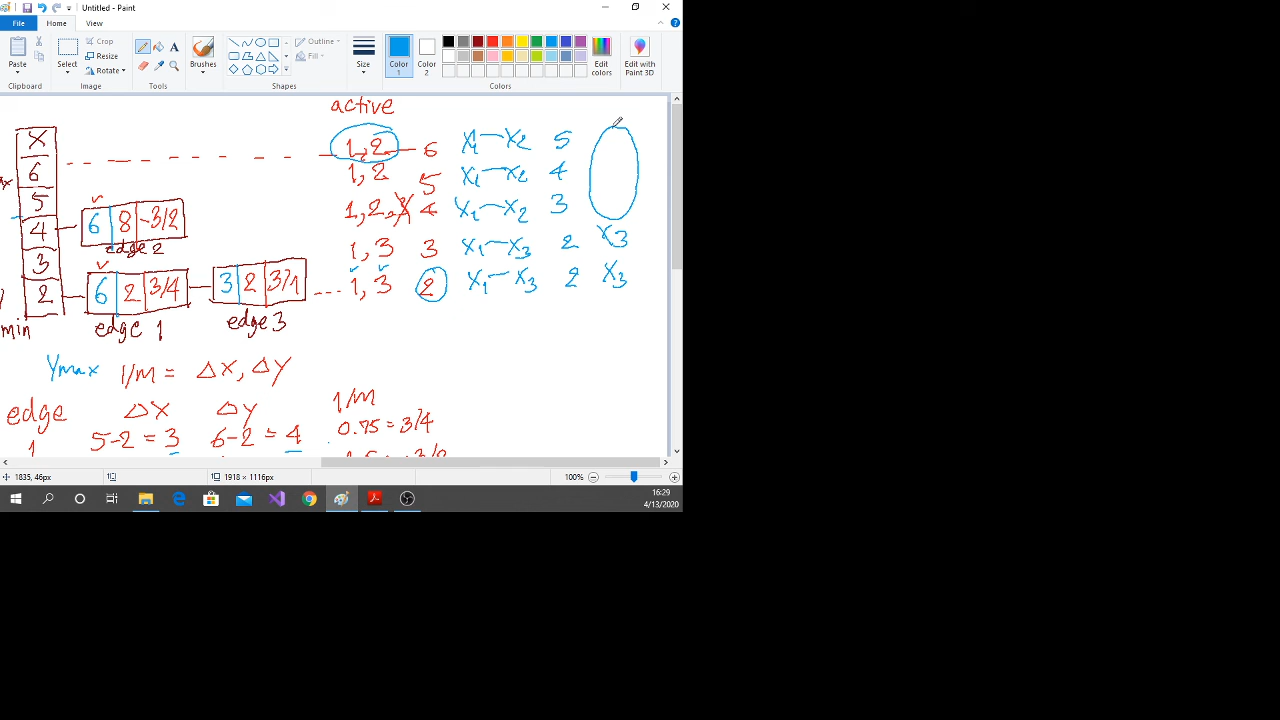 Untitled - Paint
File Home View
Paste
Select
Crop
Resize
Rotate
A
Brushes
Outline
Fill
Size
Color 1
Color 2
Edit colors
Edit with Paint 3D
Clipboard Image Tools Shapes Colors
active
X
1, 2 6 X1 — X2 5
6
1, 2 5 X1 — X2 4
5
1, 2, 4 X1 — X2 3
4 6 8 -3/2
edge 2
1, 3 3 X1 — X3 2 X3
3
2 6 2 3/4 3 2 3/1 1, 3 2 X1 — X3 2 X3
min edge 1 edge 3
Ymax 1/m = ΔX, ΔY
edge ΔX ΔY 1/m
1 5-2 = 3 6-2 = 4 0.75 = 3/4
1835, 46px 1918 × 1116px 100%
16:29
4/13/2020